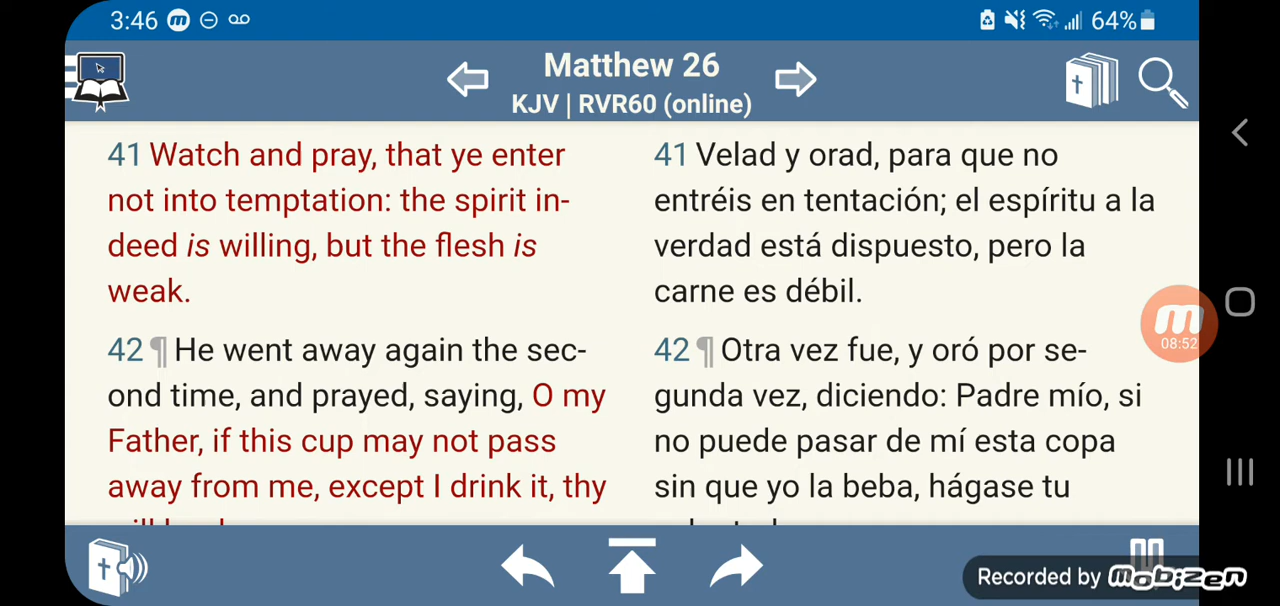 3:46
64%
Matthew 26
KJV | RVR60 (online)
41 Watch and pray, that ye enter
not into temptation: the spirit in-
deed is willing, but the flesh is
weak.
42 ¶ He went away again the sec-
ond time, and prayed, saying, O my
Father, if this cup may not pass
away from me, except I drink it, thy
41 Velad y orad, para que no
entréis en tentación; el espíritu a la
verdad está dispuesto, pero la
carne es débil.
42 ¶ Otra vez fue, y oró por se-
gunda vez, diciendo: Padre mío, si
no puede pasar de mí esta copa
sin que yo la beba, hágase tu
08:52
Recorded by mobizen